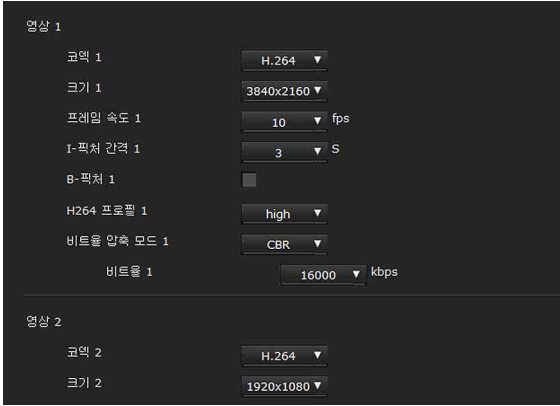 영상 1
코덱 1 H.264
크기 1 3840x2160
프레임 속도 1 10 fps
I-픽처 간격 1 3 S
B-픽처 1
H264 프로필 1 high
비트율 압축 모드 1 CBR
비트율 1 16000 kbps
영상 2
코덱 2 H.264
크기 2 1920x1080